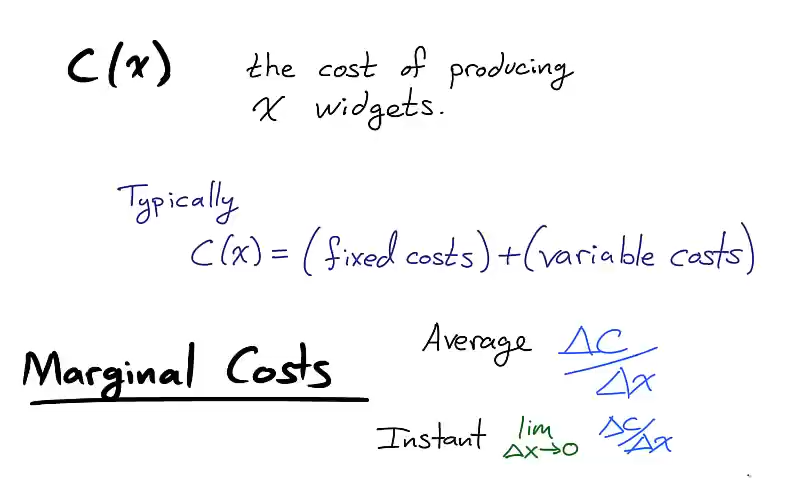 C(x) the cost of producing
x widgets.
Typically
C(x) = (fixed costs) + (variable costs)
Marginal Costs
Average ΔC/Δx
Instant lim Δx→0 ΔC/Δx